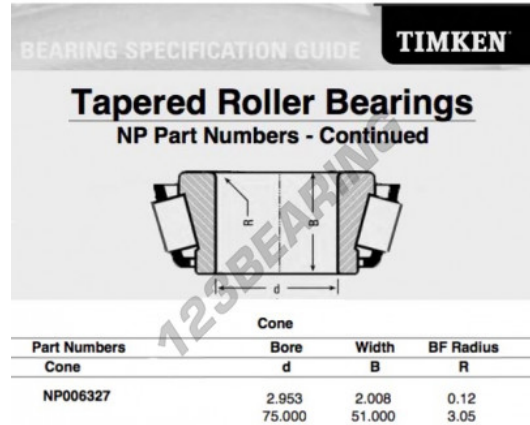 BEARING SPECIFICATION GUIDE
TIMKEN
Tapered Roller Bearings
NP Part Numbers - Continued
R
B
d
123BEARING
Cone
Part Numbers Bore Width BF Radius
Cone d B R
NP006327 2.953 2.008 0.12
75.000 51.000 3.05